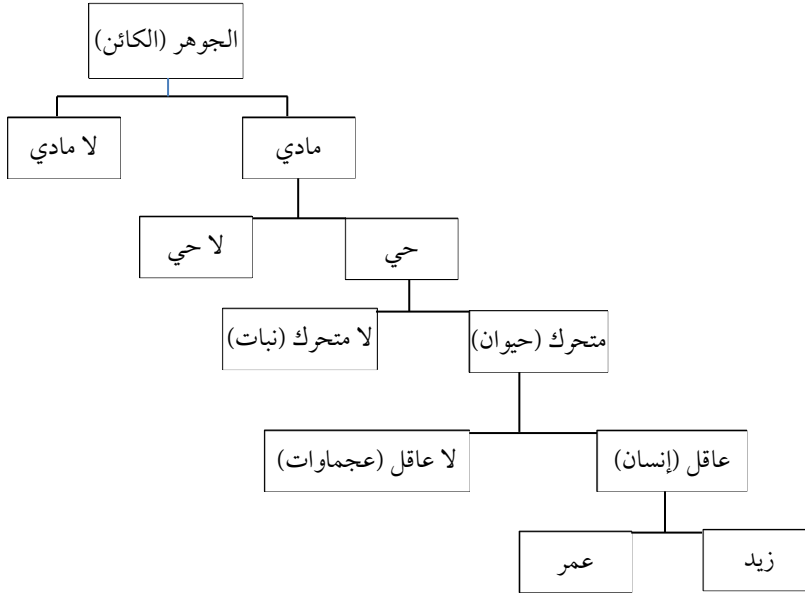 الجوهر (الكائن)
مادي
لا مادي
حي
لا حي
متحرك (حيوان)
لا متحرك (نبات)
عاقل (إنسان)
لا عاقل (عجماوات)
زيد
عمر